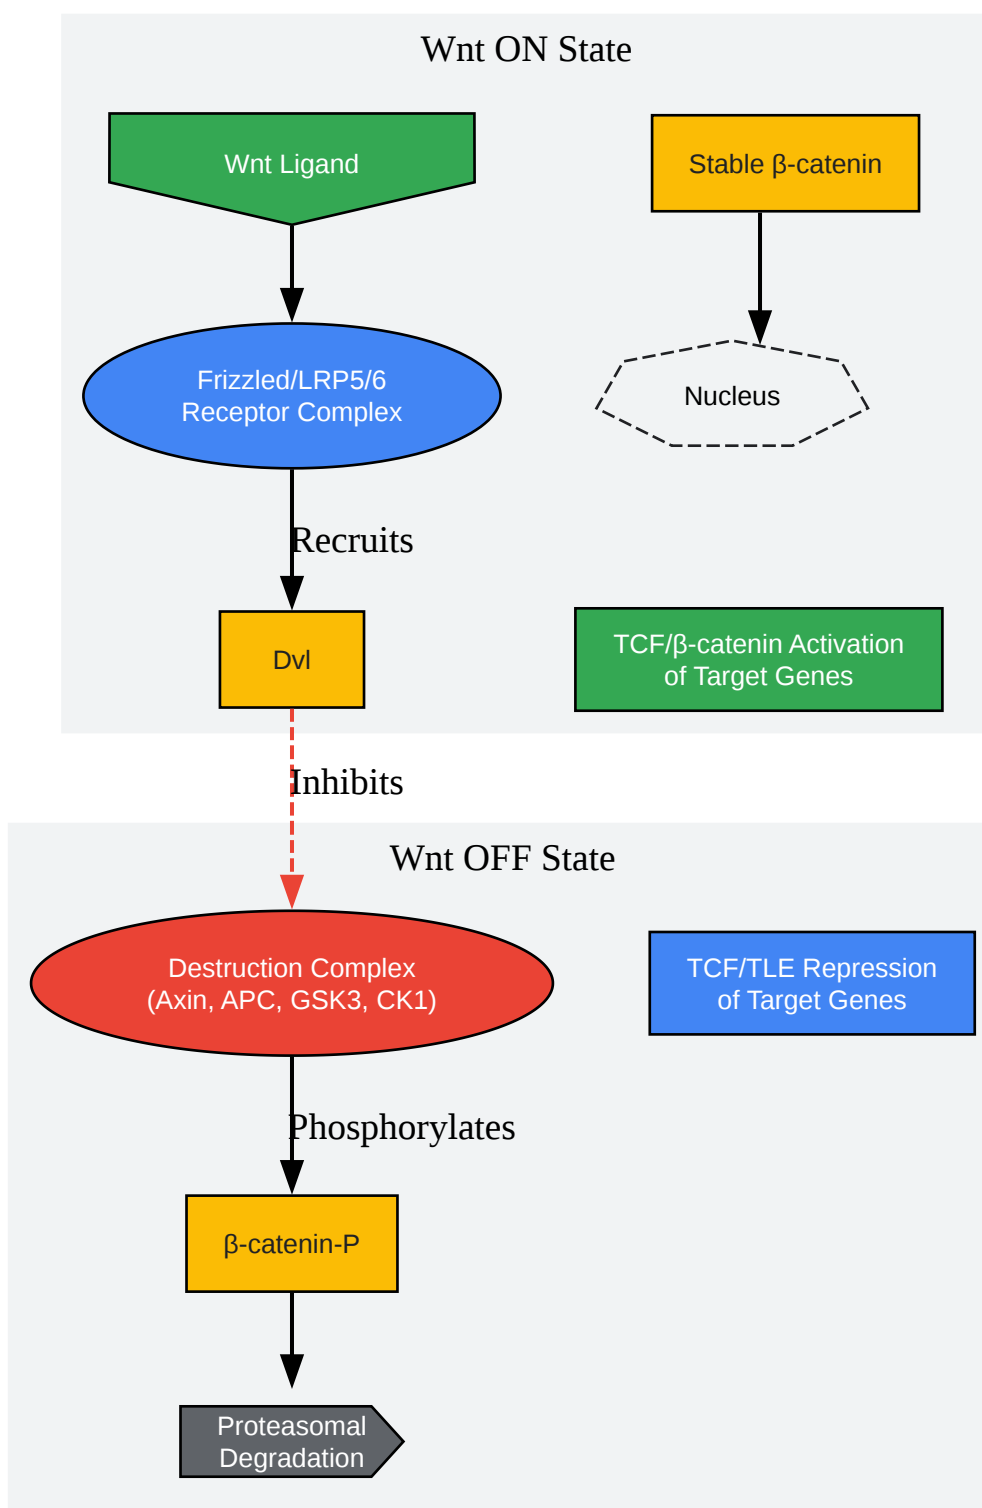 Wnt ON State
Wnt Ligand
Stable β-catenin
Frizzled/LRP5/6
Receptor Complex
Nucleus
Recruits
Dvl
TCF/β-catenin Activation
of Target Genes
Inhibits
Wnt OFF State
Destruction Complex
(Axin, APC, GSK3, CK1)
TCF/TLE Repression
of Target Genes
Phosphorylates
β-catenin-P
Proteasomal
Degradation